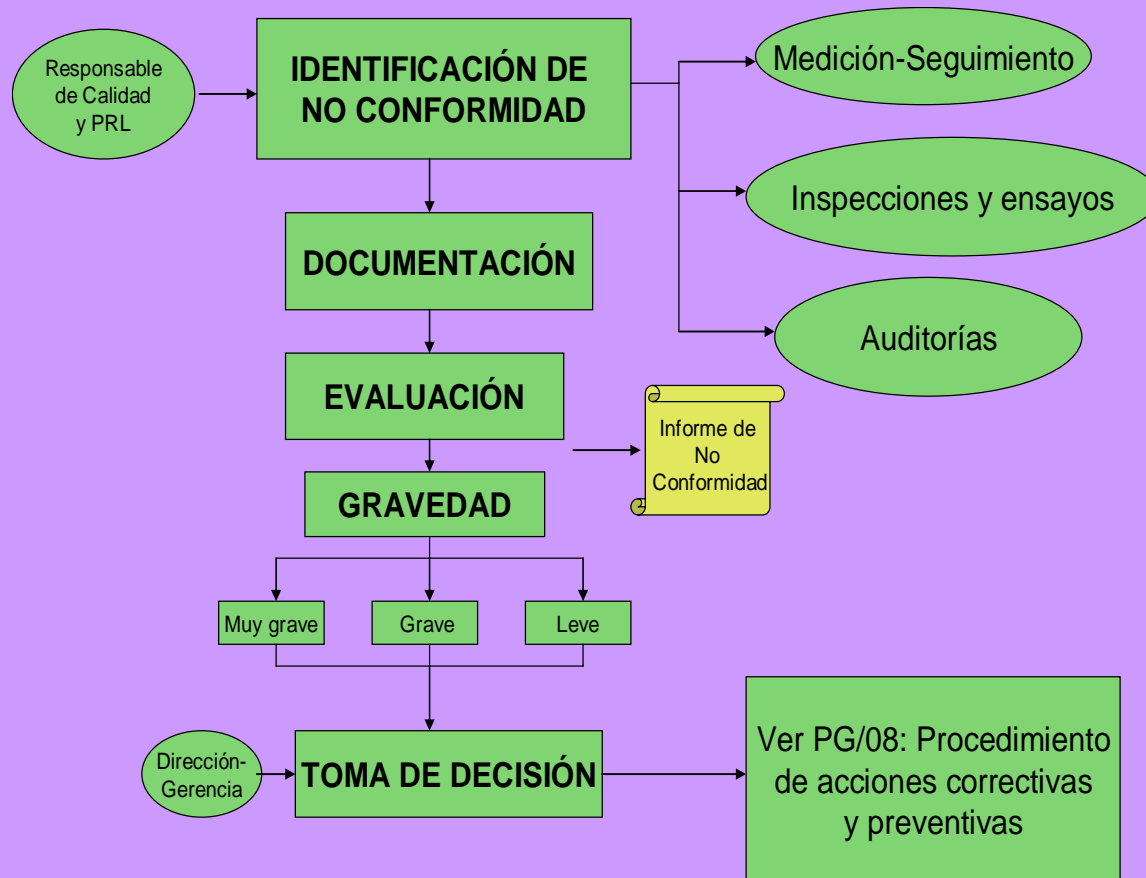 Responsable
de Calidad
y PRL
IDENTIFICACIÓN DE
NO CONFORMIDAD
Medición-Seguimiento
Inspecciones y ensayos
Auditorías
DOCUMENTACIÓN
EVALUACIÓN
Informe de
No
Conformidad
GRAVEDAD
Muy grave
Grave
Leve
Dirección-
Gerencia
TOMA DE DECISIÓN
Ver PG/08: Procedimiento
de acciones correctivas
y preventivas